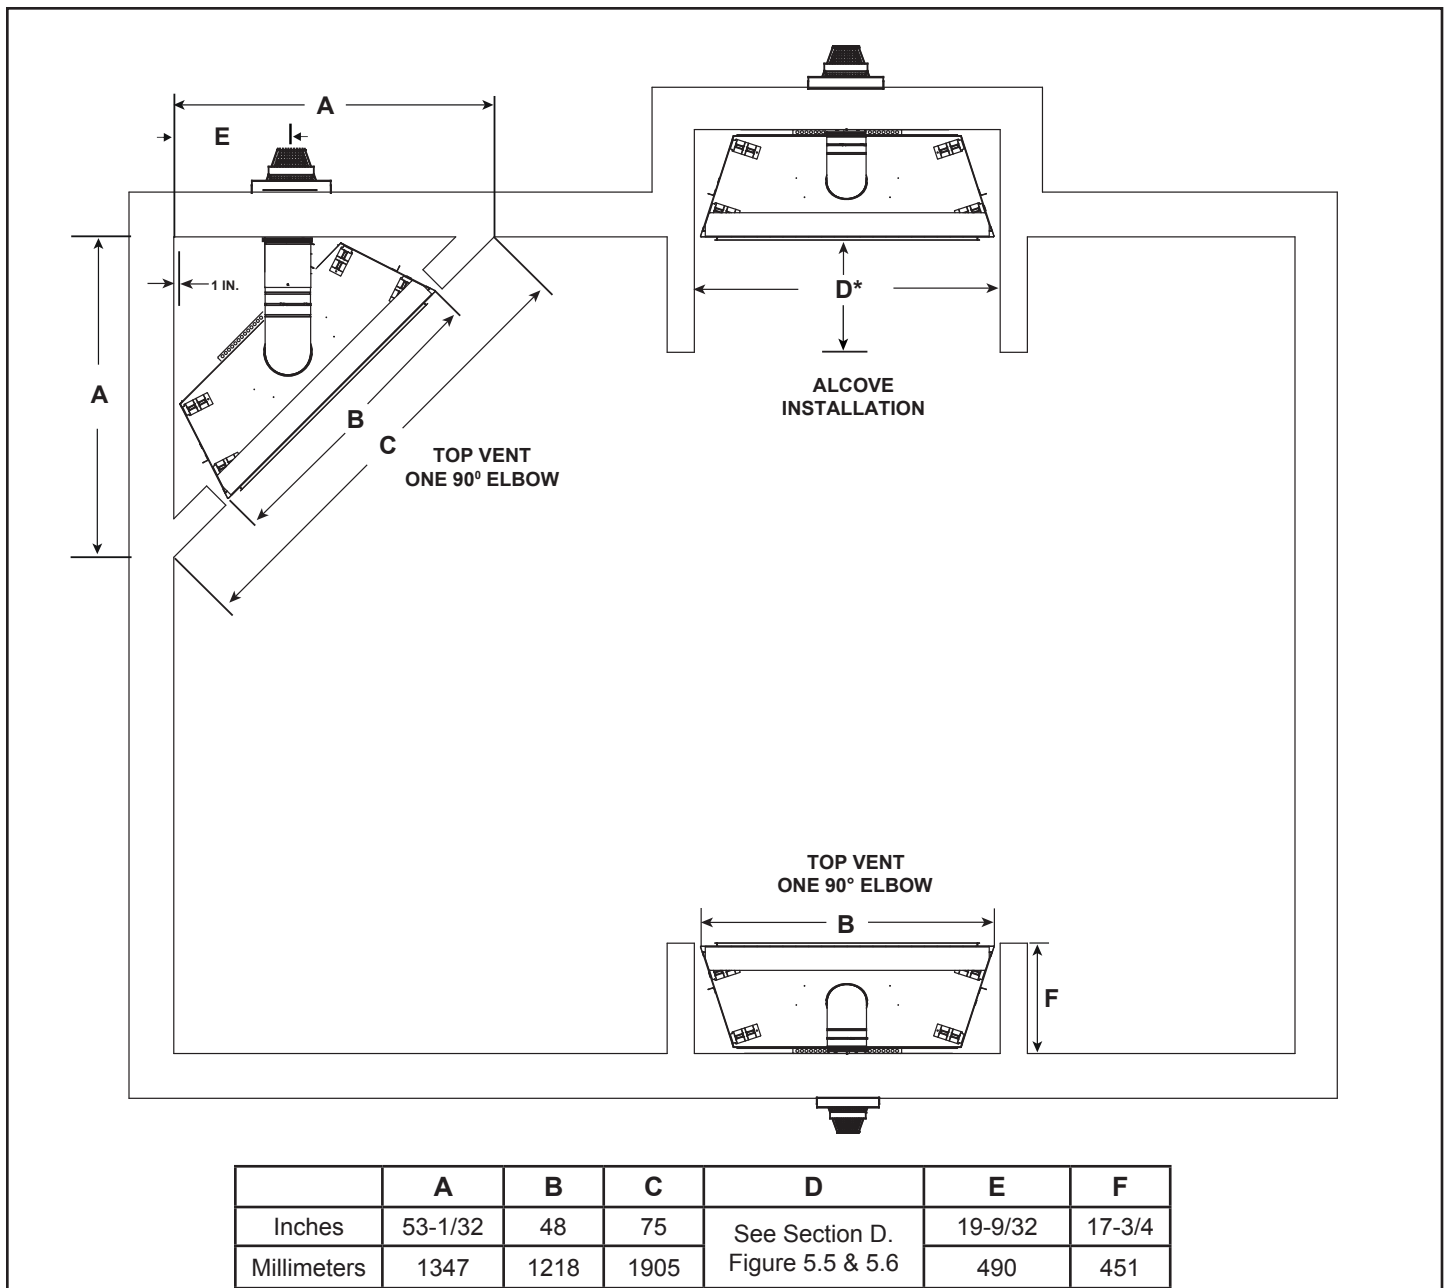 A
E
1 IN.
A
B
C
TOP VENT
ONE 90⁰ ELBOW
D*
ALCOVE
INSTALLATION
TOP VENT
ONE 90° ELBOW
B
F
A B C D E F
Inches 53-1/32 48 75 See Section D. 19-9/32 17-3/4
Millimeters 1347 1218 1905 Figure 5.5 & 5.6 490 451